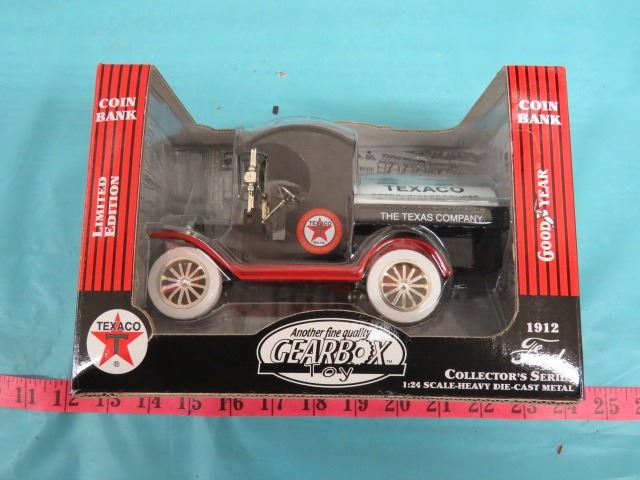 COIN
BANK
LIMITED
EDITION
TEXACO
T
®
COIN
BANK
GOODYEAR
TEXACO
THE TEXAS COMPANY
TEXACO
Another fine quality
GEARBOX
TOY
™
1912
Ford
COLLECTOR'S SERIES
1:24 SCALE-HEAVY DIE-CAST METAL
11 12 13 14 15 16 17 18 19 20 21 22 23 24 25